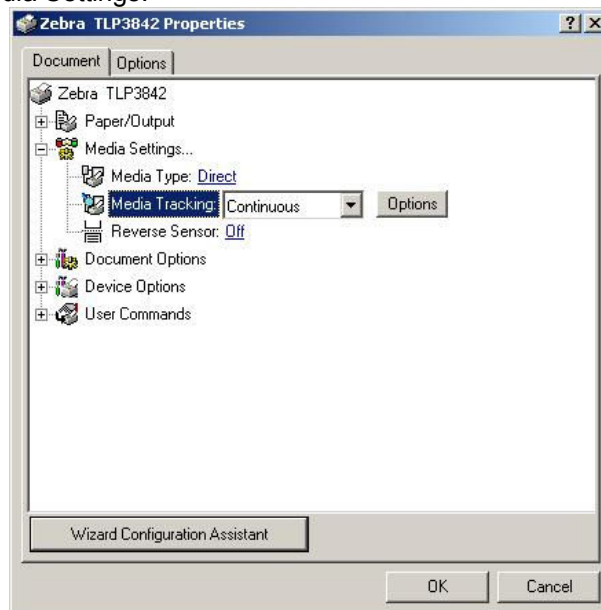 Settings.
Zebra TLP3842 Properties
Document Options
Zebra TLP3842
Paper/Output
Media Settings...
Media Type: Direct
Media Tracking: Continuous Options
Reverse Sensor: Off
Document Options
Device Options
User Commands
Wizard Configuration Assistant
OK Cancel